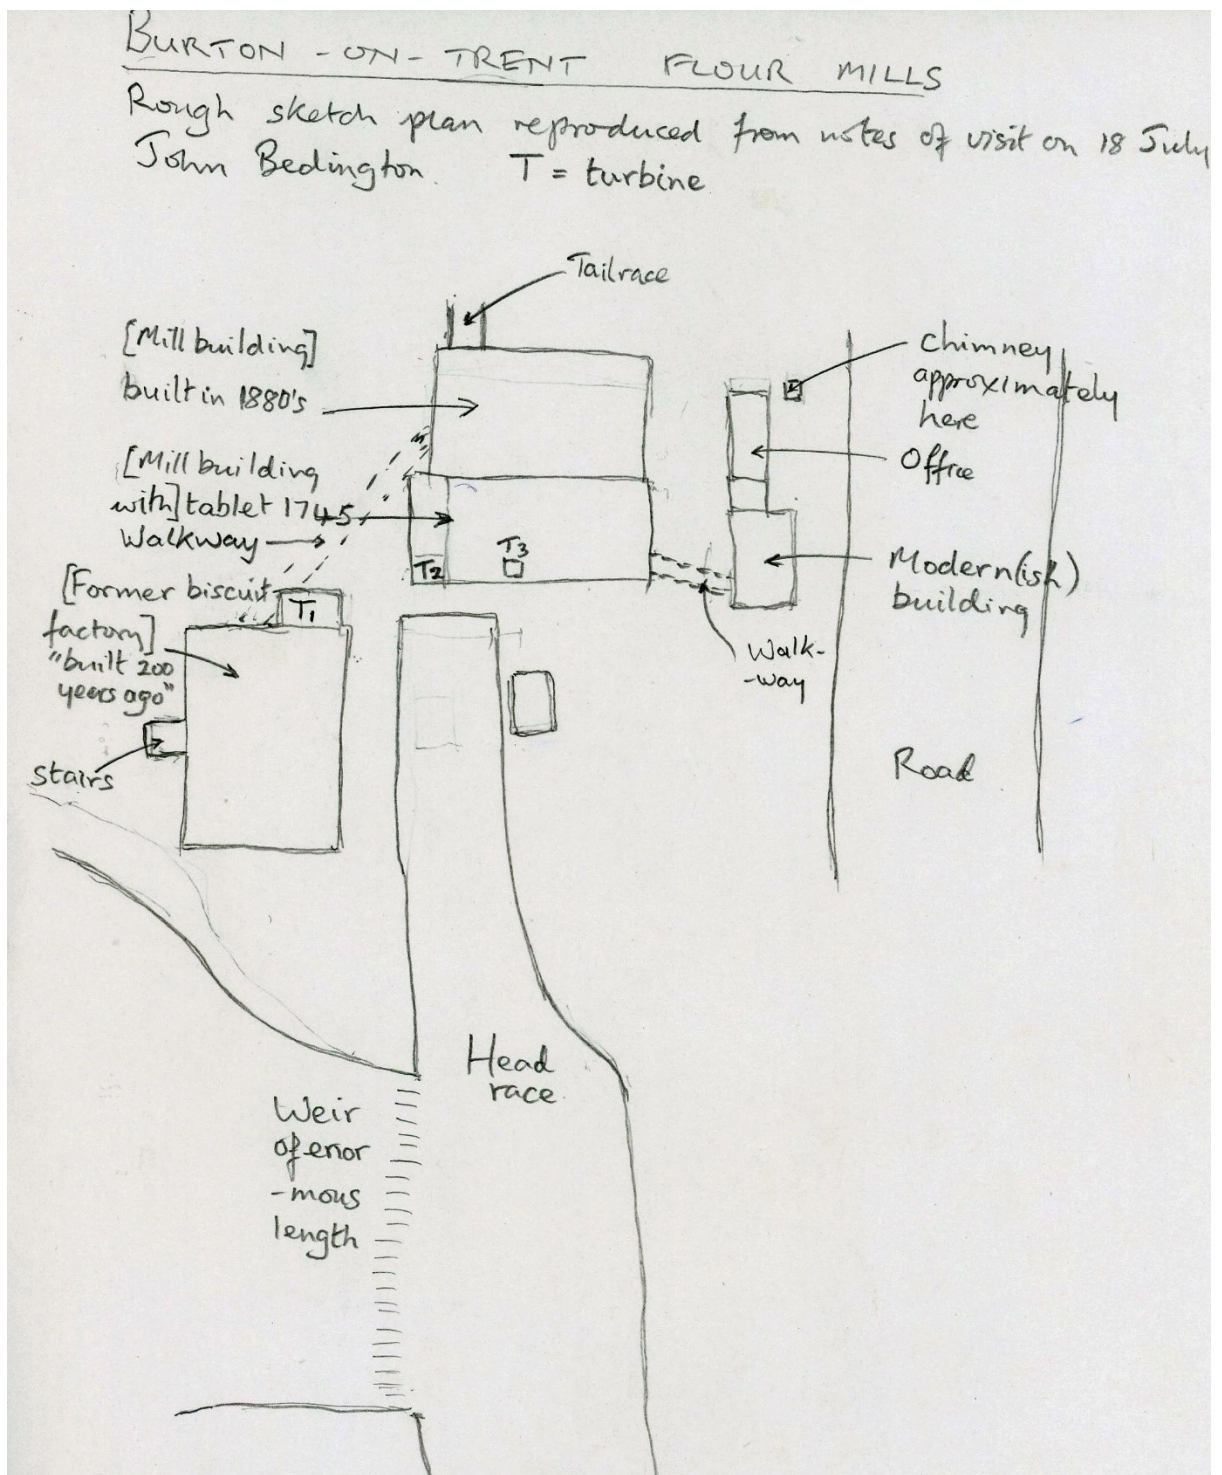 BURTON-ON-TRENT FLOUR MILLS
Rough sketch plan reproduced from notes of visit on 18 July
John Bedington. T = turbine
Tailrace
[Mill building]
built in 1880's
chimney
approximately
here
Office
[Mill building
with] tablet 1745
Walkway
T2
T3
Modern(ish)
building
Walk-
-way
[Former biscuit
factory]
"built 200
years ago"
T1
Stairs
Road
Head
race
Weir
of enor
-mous
length